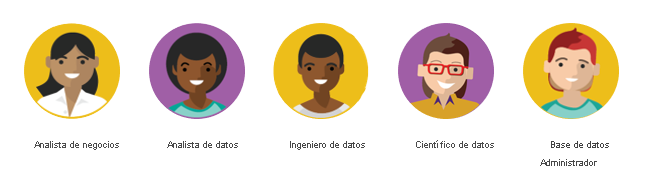 Analista de negocios
Analista de datos
Ingeniero de datos
Científico de datos
Base de datos
Administrador